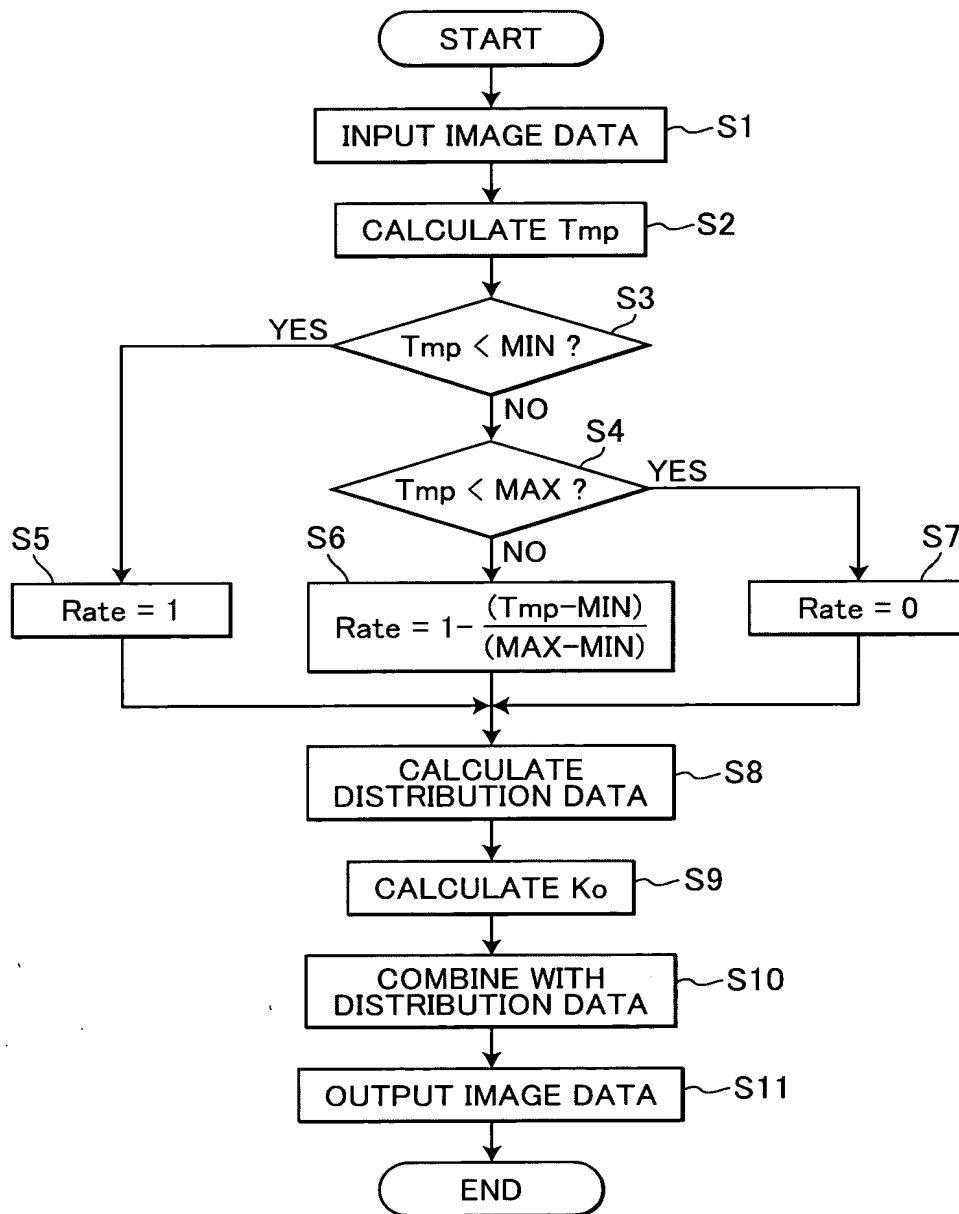 START
INPUT IMAGE DATA
S1
CALCULATE Tmp
S2
S3
YES
Tmp < MIN ?
NO
S4
YES
Tmp < MAX ?
S5
S6
NO
S7
Rate = 1
Rate = 1- (Tmp-MIN)
(MAX-MIN)
Rate = 0
CALCULATE
DISTRIBUTION DATA
S8
CALCULATE Ko
S9
COMBINE WITH
DISTRIBUTION DATA
S10
OUTPUT IMAGE DATA
S11
END